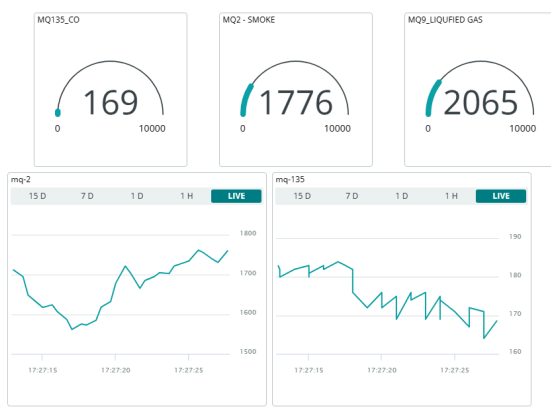 MQ135_CO
169
0 10000
MQ2 - SMOKE
1776
0 10000
MQ9_LIQUFIED GAS
2065
0 10000
mq-2
15 D 7 D 1 D 1 H LIVE
1800
1700
1600
1500
17:27:15 17:27:20 17:27:25
mq-135
15 D 7 D 1 D 1 H LIVE
190
180
170
160
17:27:15 17:27:20 17:27:25